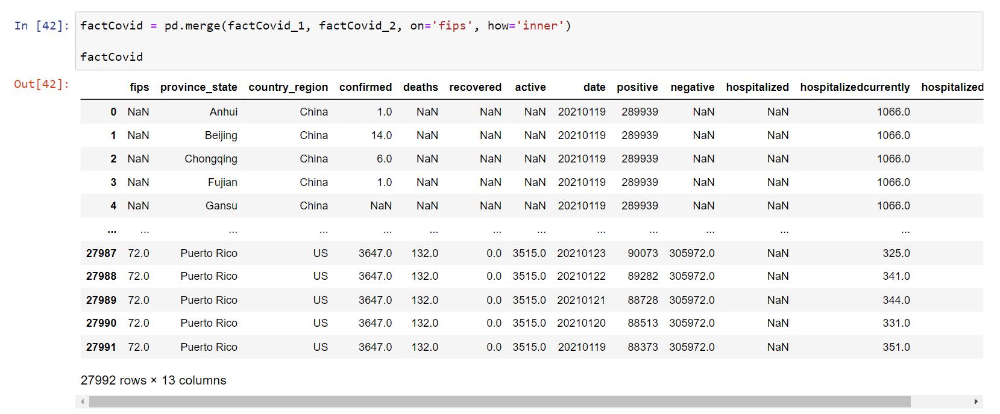 In [42]: factCovid = pd.merge(factCovid_1, factCovid_2, on='fips', how='inner')
factCovid
Out[42]:
fips province_state country_region confirmed deaths recovered active date positive negative hospitalized hospitalizedcurrently hospitalized
0 NaN Anhui China 1.0 NaN NaN NaN 20210119 289939 NaN NaN 1066.0
1 NaN Beijing China 14.0 NaN NaN NaN 20210119 289939 NaN NaN 1066.0
2 NaN Chongqing China 6.0 NaN NaN NaN 20210119 289939 NaN NaN 1066.0
3 NaN Fujian China 1.0 NaN NaN NaN 20210119 289939 NaN NaN 1066.0
4 NaN Gansu China NaN NaN NaN NaN 20210119 289939 NaN NaN 1066.0
... ... ... ... ... ... ... ... ... ... ... ... ...
27987 72.0 Puerto Rico US 3647.0 132.0 0.0 3515.0 20210123 90073 305972.0 NaN 325.0
27988 72.0 Puerto Rico US 3647.0 132.0 0.0 3515.0 20210122 89282 305972.0 NaN 341.0
27989 72.0 Puerto Rico US 3647.0 132.0 0.0 3515.0 20210121 88728 305972.0 NaN 344.0
27990 72.0 Puerto Rico US 3647.0 132.0 0.0 3515.0 20210120 88513 305972.0 NaN 331.0
27991 72.0 Puerto Rico US 3647.0 132.0 0.0 3515.0 20210119 88373 305972.0 NaN 351.0
27992 rows × 13 columns